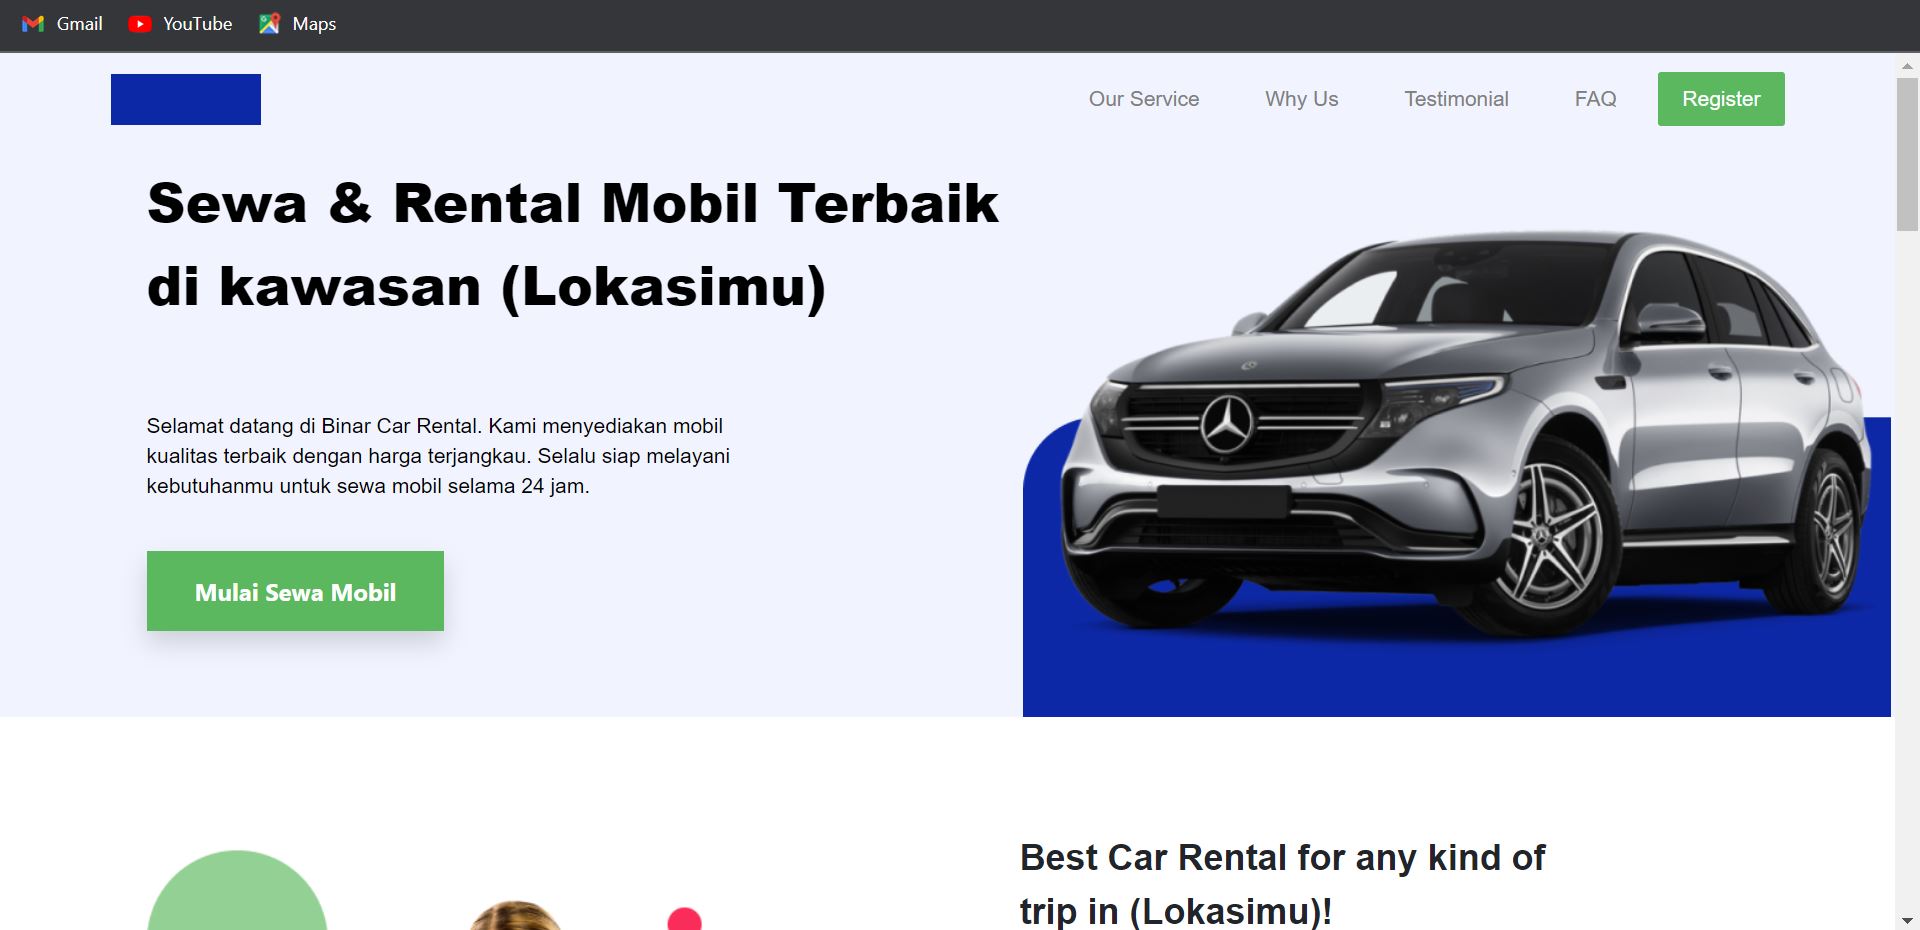 Gmail
YouTube
Maps
Our Service
Why Us
Testimonial
FAQ
Register
Sewa & Rental Mobil Terbaik
di kawasan (Lokasimu)
Selamat datang di Binar Car Rental. Kami menyediakan mobil
kualitas terbaik dengan harga terjangkau. Selalu siap melayani
kebutuhanmu untuk sewa mobil selama 24 jam.
Mulai Sewa Mobil
Best Car Rental for any kind of
trip in (Lokasimu)!